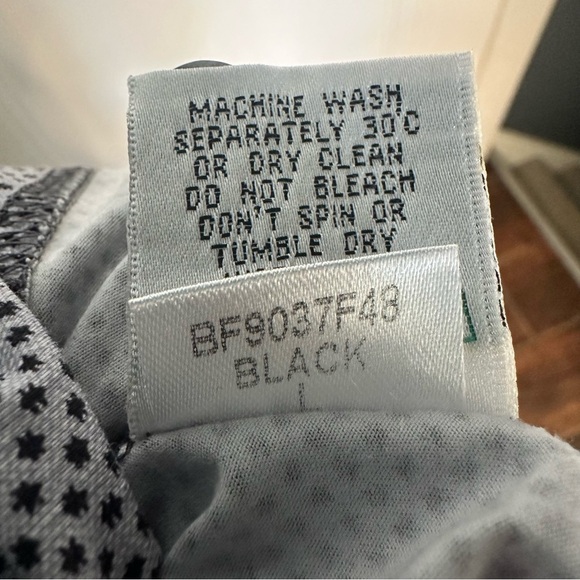 MACHINE WASH
SEPARATELY 30°C
OR DRY CLEAN
DO NOT BLEACH
DON'T SPIN OR
TUMBLE DRY
BF9037F48
BLACK
L